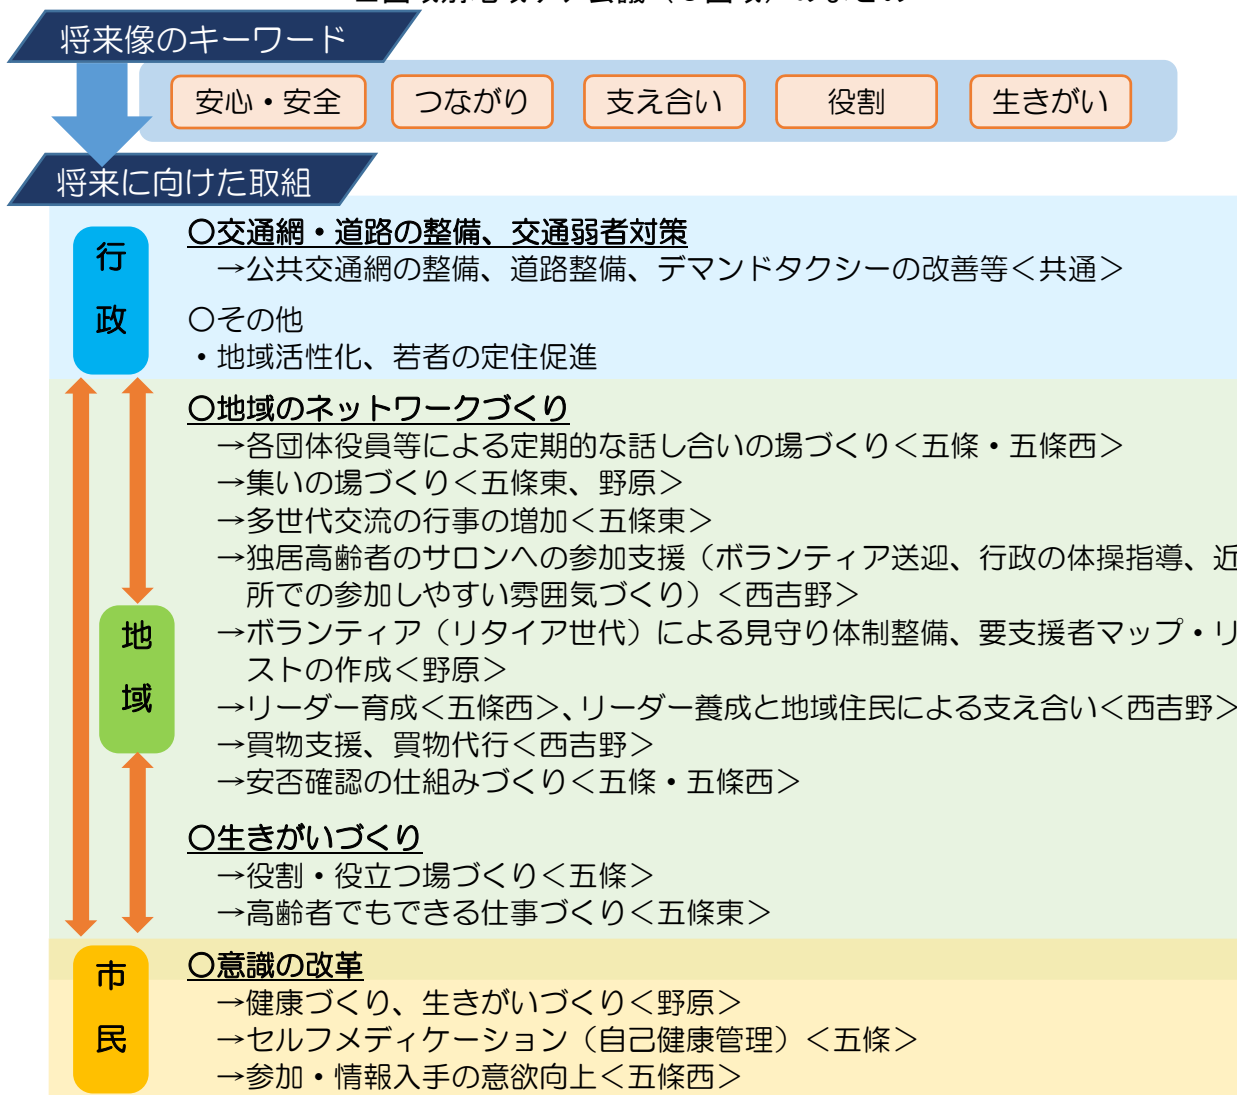 将来像のキーワード
安心・安全
つながり
支え合い
役割
生きがい
将来に向けた取組
行政
〇交通網・道路の整備、交通弱者対策
→公共交通網の整備、道路整備、デマンドタクシーの改善等＜共通＞
〇その他
・地域活性化、若者の定住促進
〇地域のネットワークづくり
→各団体役員等による定期的な話し合いの場づくり＜五條・五條西＞
→集いの場づくり＜五條東、野原＞
→多世代交流の行事の増加＜五條東＞
→独居高齢者のサロンへの参加支援（ボランティア送迎、行政の体操指導、近
所での参加しやすい雰囲気づくり）＜西吉野＞
地域
→ボランティア（リタイア世代）による見守り体制整備、要支援者マップ・リ
ストの作成＜野原＞
→リーダー育成＜五條西＞、リーダー養成と地域住民による支え合い＜西吉野＞
→買物支援、買物代行＜西吉野＞
→安否確認の仕組みづくり＜五條・五條西＞
〇生きがいづくり
→役割・役立つ場づくり＜五條＞
→高齢者でもできる仕事づくり＜五條東＞
市民
〇意識の改革
→健康づくり、生きがいづくり＜野原＞
→セルフメディケーション（自己健康管理）＜五條＞
→参加・情報入手の意欲向上＜五條西＞